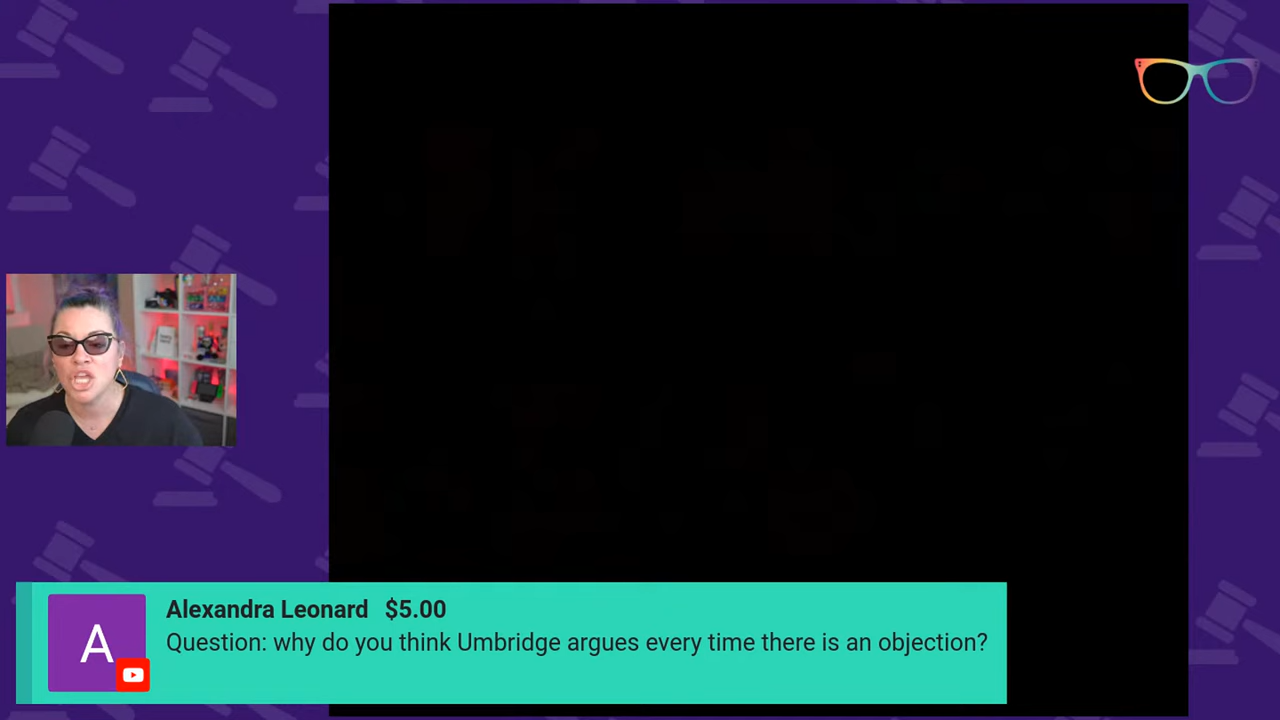 Alexandra Leonard $5.00
Question: why do you think Umbridge argues every time there is an objection?
A